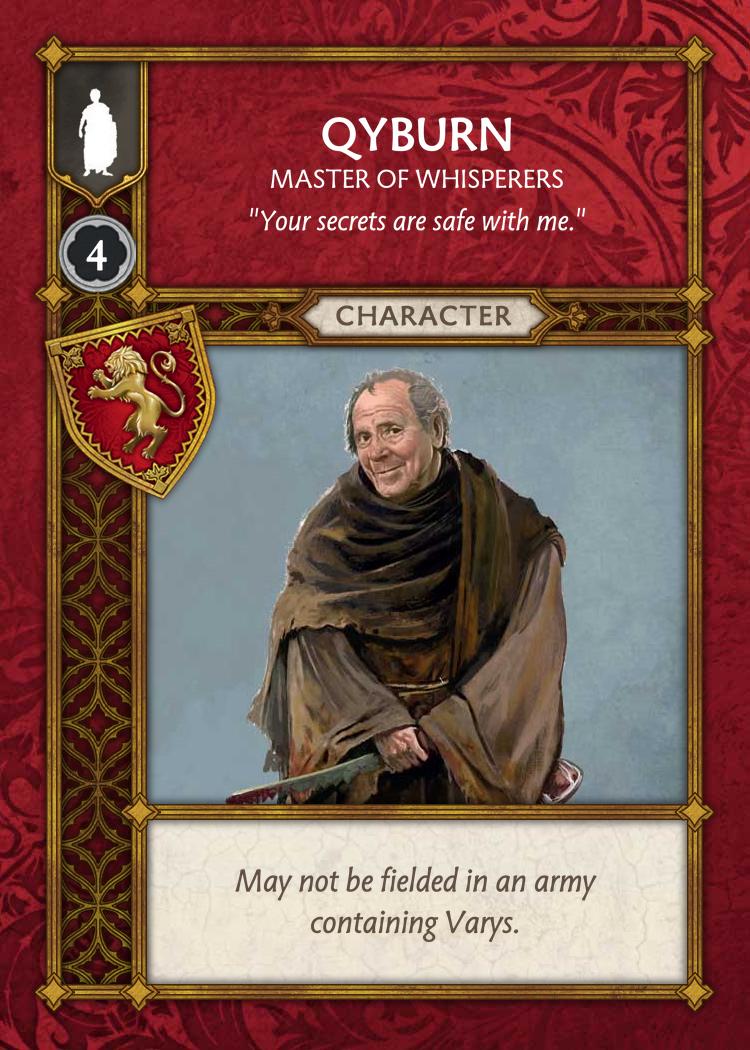 QYBURN
MASTER OF WHISPERERS
"Your secrets are safe with me."
4
CHARACTER
May not be fielded in an army
containing Varys.